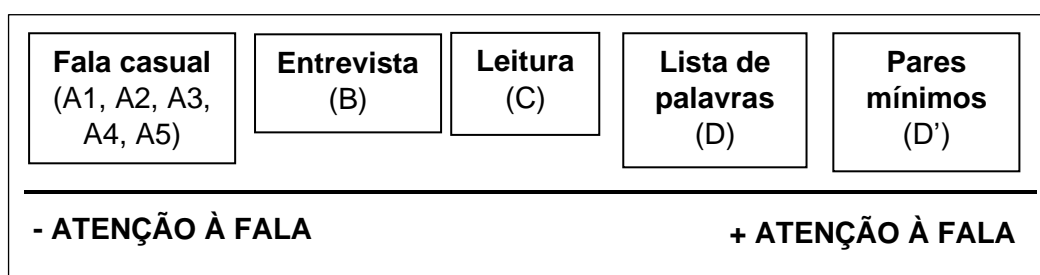 Fala casual
(A1, A2, A3,
A4, A5)
Entrevista
(B)
Leitura
(C)
Lista de
palavras
(D)
Pares
mínimos
(D’)
- ATENÇÃO À FALA
+ ATENÇÃO À FALA